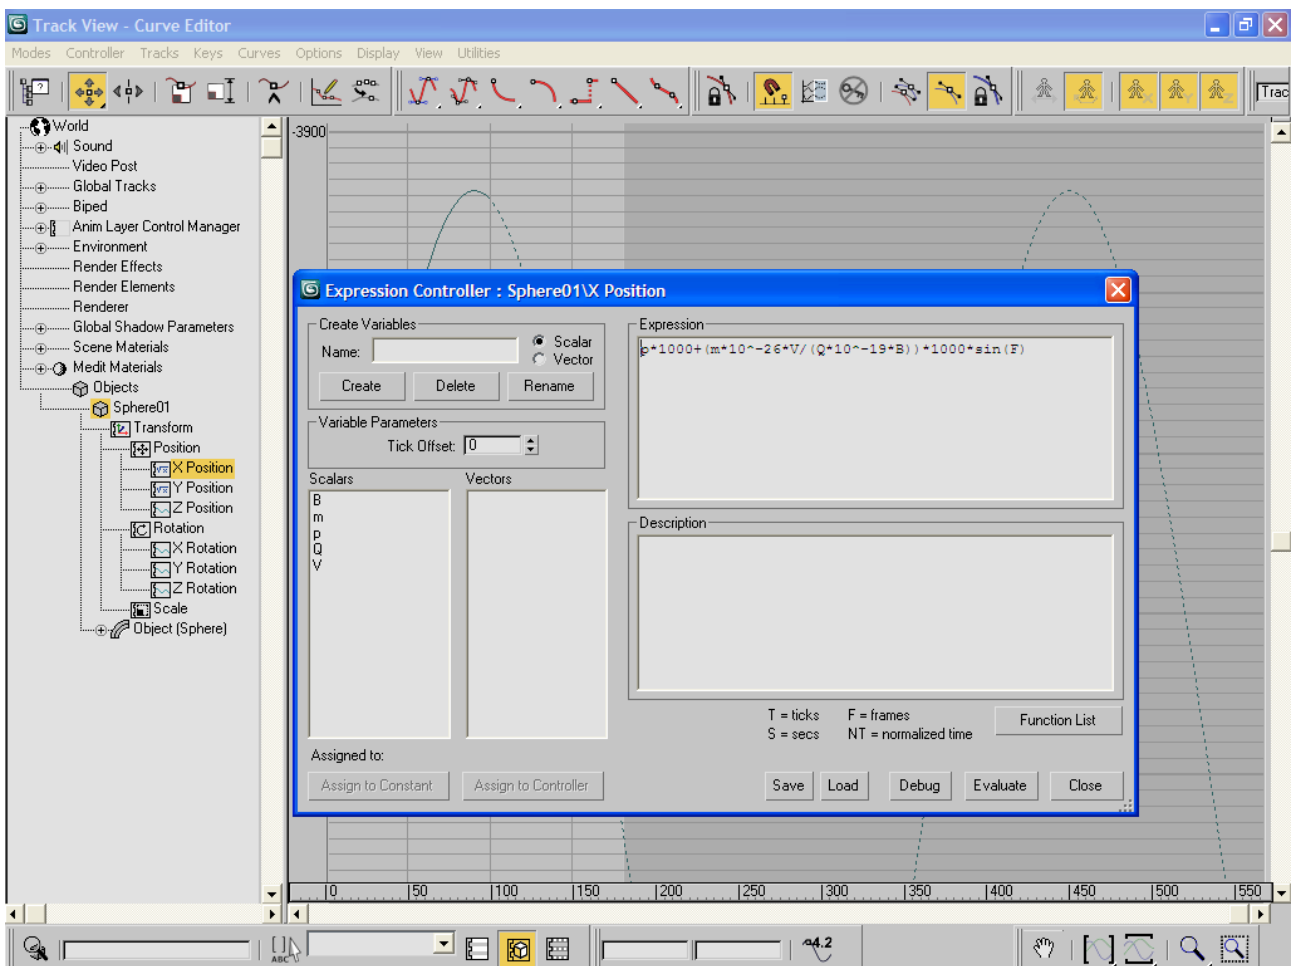 Track View - Curve Editor
Modes Controller Tracks Keys Curves Options Display View Utilities
Trac
World
Sound
Video Post
Global Tracks
Biped
Anim Layer Control Manager
Environment
Render Effects
Render Elements
Renderer
Global Shadow Parameters
Scene Materials
Medit Materials
Objects
Sphere01
Transform
Position
X Position
Y Position
Z Position
Rotation
X Rotation
Y Rotation
Z Rotation
Scale
Object (Sphere)
-3900
Expression Controller : Sphere01\X Position
Create Variables
Name:
Scalar
Vector
Create Delete Rename
Variable Parameters
Tick Offset: 0
Scalars Vectors
B
m
p
Q
V
Assigned to:
Assign to Constant Assign to Controller
Expression
p*1000+(m*10^-26*V/(Q*10^-19*B))*1000*sin(F)
Description
T = ticks F = frames
S = secs NT = normalized time
Function List
Save Load Debug Evaluate Close
0 50 100 150 200 250 300 350 400 450 500 550
ABC
4.2